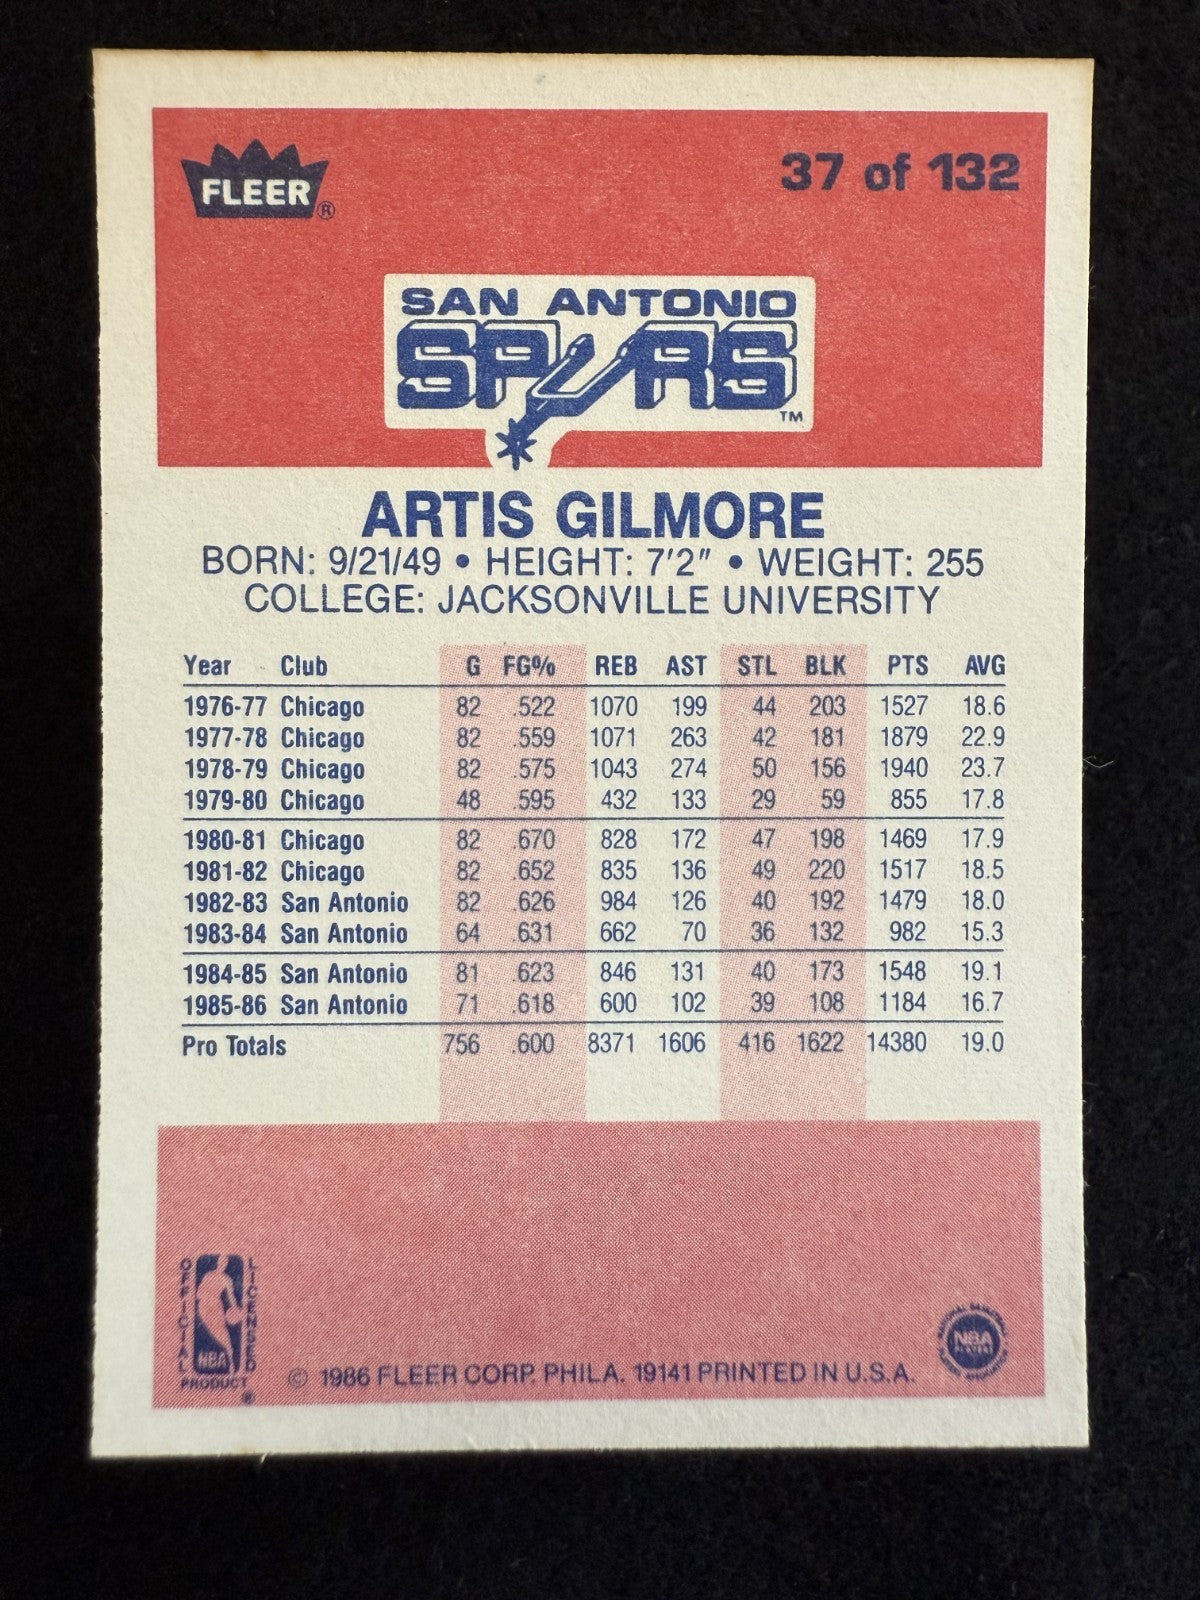 FLEER®
37 of 132
SAN ANTONIO
SPURS
TM
ARTIS GILMORE
BORN: 9/21/49 • HEIGHT: 7'2" • WEIGHT: 255
COLLEGE: JACKSONVILLE UNIVERSITY
Year Club G FG% REB AST STL BLK PTS AVG
1976-77 Chicago 82 .522 1070 199 44 203 1527 18.6
1977-78 Chicago 82 .559 1071 263 42 181 1879 22.9
1978-79 Chicago 82 .575 1043 274 50 156 1940 23.7
1979-80 Chicago 48 .595 432 133 29 59 855 17.8
1980-81 Chicago 82 .670 828 172 47 198 1469 17.9
1981-82 Chicago 82 .652 835 136 49 220 1517 18.5
1982-83 San Antonio 82 .626 984 126 40 192 1479 18.0
1983-84 San Antonio 64 .631 662 70 36 132 982 15.3
1984-85 San Antonio 81 .623 846 131 40 173 1548 19.1
1985-86 San Antonio 71 .618 600 102 39 108 1184 16.7
Pro Totals 756 .600 8371 1606 416 1622 14380 19.0
OFFICIAL
NBA
LICENSED
PRODUCT
®
© 1986 FLEER CORP. PHILA. 19141 PRINTED IN U.S.A.
NATIONAL BASKETBALL
NBA
PLAYERS
PLAYERS ASSOCIATION